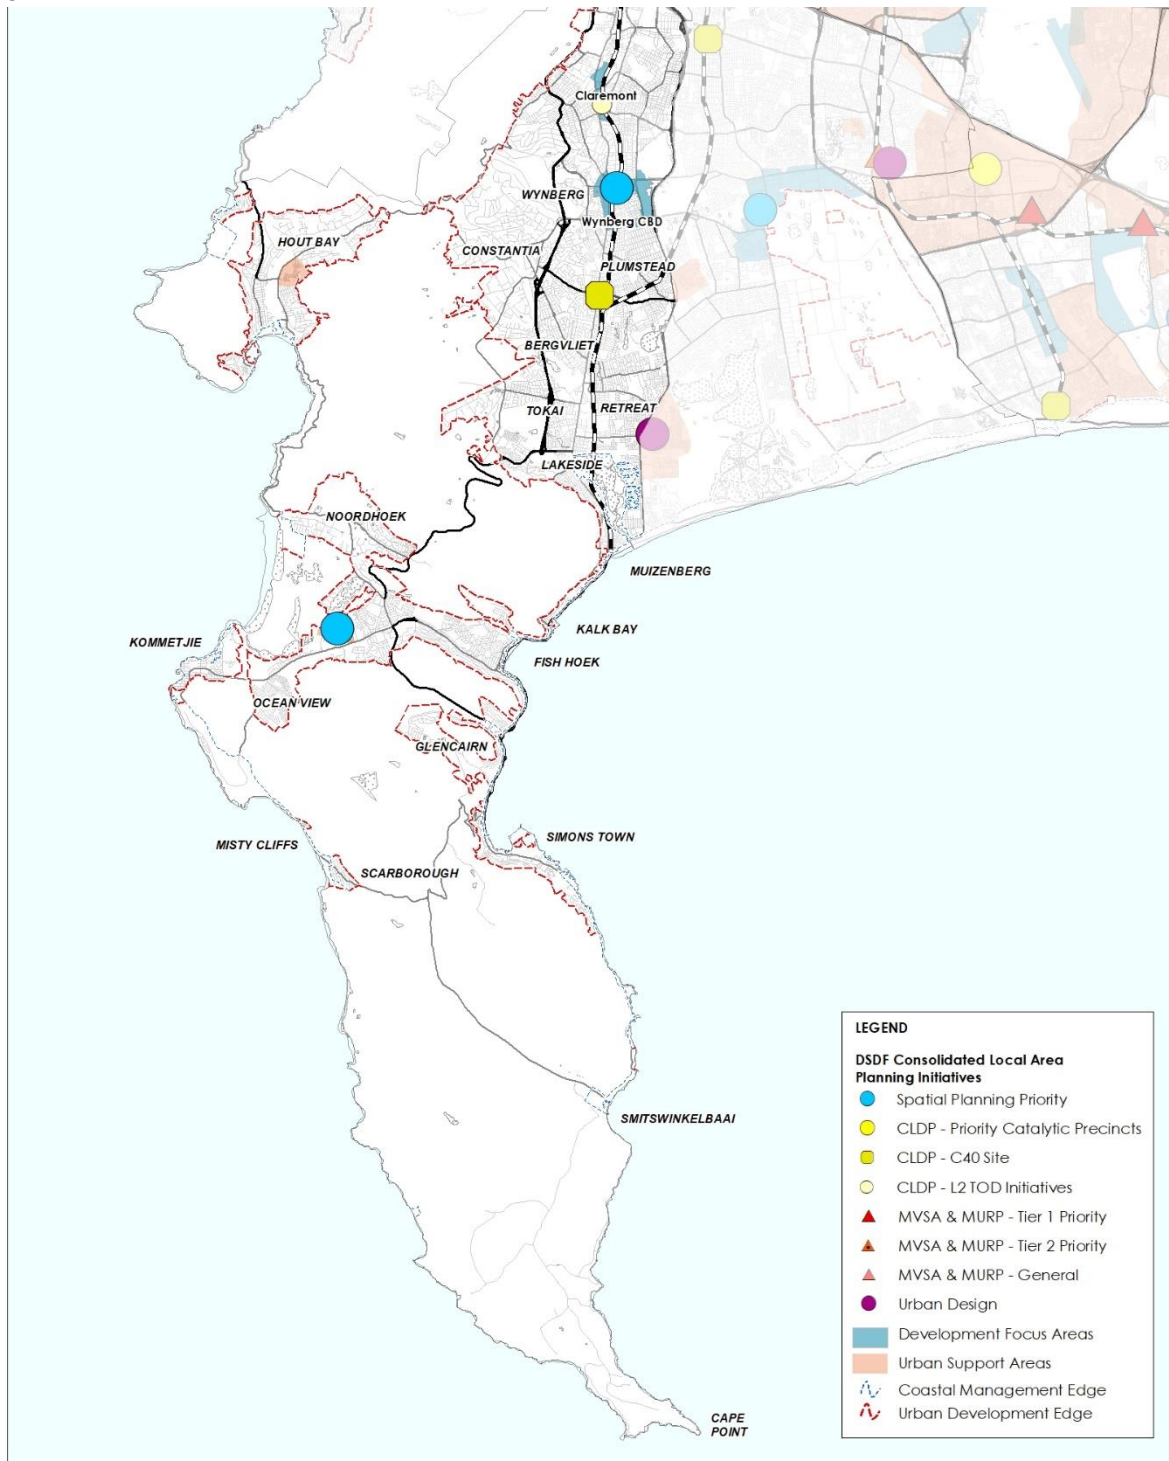 Claremont
WYNBERG
Wynberg CBD
HOUT BAY
CONSTANTIA
PLUMSTEAD
BERGVLIET
TOKAI
RETREAT
LAKESIDE
NOORDHOEK
MUIZENBERG
KALK BAY
KOMMETJIE
FISH HOEK
OCEAN VIEW
GLENCAIRN
SIMONS TOWN
MISTY CLIFFS
SCARBOROUGH
SMITSWINKELBAAI
CAPE
POINT
LEGEND
DSDF Consolidated Local Area
Planning Initiatives
Spatial Planning Priority
CLDP - Priority Catalytic Precincts
CLDP - C40 Site
CLDP - L2 TOD Initiatives
MVSA & MURP - Tier 1 Priority
MVSA & MURP - Tier 2 Priority
MVSA & MURP - General
Urban Design
Development Focus Areas
Urban Support Areas
Coastal Management Edge
Urban Development Edge